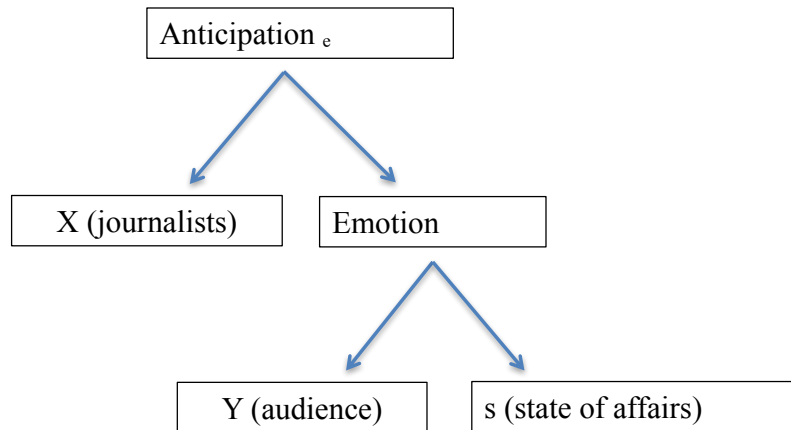 Anticipation e
X (journalists)
Emotion
Y (audience)
s (state of affairs)